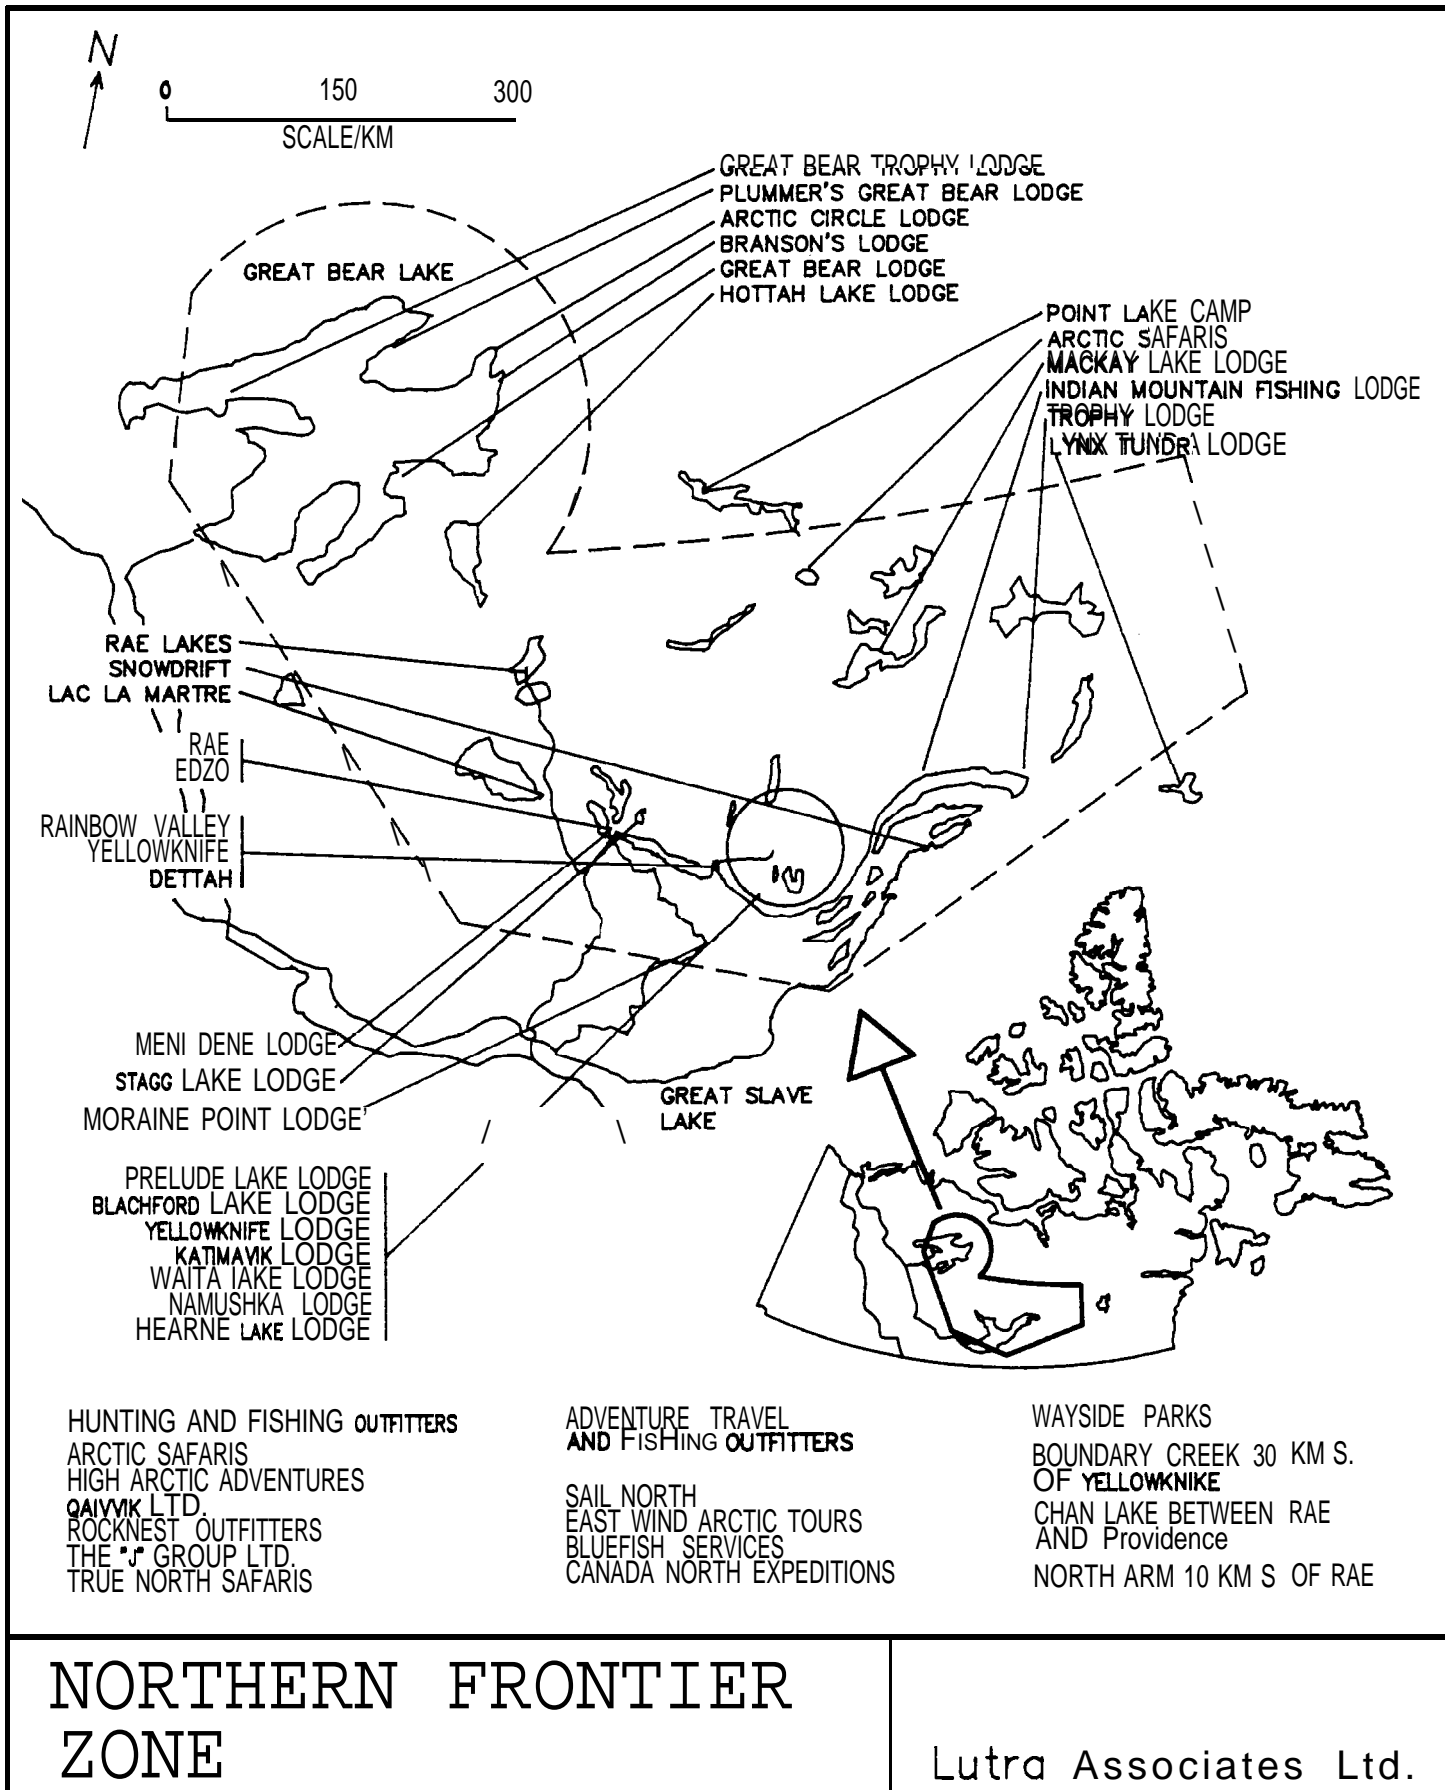 N
0 150 300
SCALE/KM
GREAT BEAR TROPHY LODGE
PLUMMER'S GREAT BEAR LODGE
ARCTIC CIRCLE LODGE
BRANSON'S LODGE
GREAT BEAR LODGE
HOTTAH LAKE LODGE
GREAT BEAR LAKE
POINT LAKE CAMP
ARCTIC SAFARIS
MACKAY LAKE LODGE
INDIAN MOUNTAIN FISHING LODGE
TROPHY LODGE
LYNX TUNDRA LODGE
RAE LAKES
SNOWDRIFT
LAC LA MARTRE
RAE
EDZO
RAINBOW VALLEY
YELLOWKNIFE
DETTAH
MENI DENE LODGE
STAGG LAKE LODGE
MORAINE POINT LODGE'
GREAT SLAVE
LAKE
PRELUDE LAKE LODGE
BLACHFORD LAKE LODGE
YELLOWKNIFE LODGE
KATIMAVIK LODGE
WAITA IAKE LODGE
NAMUSHKA LODGE
HEARNE LAKE LODGE
HUNTING AND FISHING OUTFITTERS
ARCTIC SAFARIS
HIGH ARCTIC ADVENTURES
QAIVVIK LTD.
ROCKNEST OUTFITTERS
THE "J" GROUP LTD.
TRUE NORTH SAFARIS
ADVENTURE TRAVEL
AND FisHing OUTFITTERS
SAIL NORTH
EAST WIND ARCTIC TOURS
BLUEFISH SERVICES
CANADA NORTH EXPEDITIONS
WAYSIDE PARKS
BOUNDARY CREEK 30 KM S.
OF YELLOWKNIKE
CHAN LAKE BETWEEN RAE
AND Providence
NORTH ARM 10 KM S OF RAE
NORTHERN FRONTIER
ZONE
Lutra Associates Ltd.